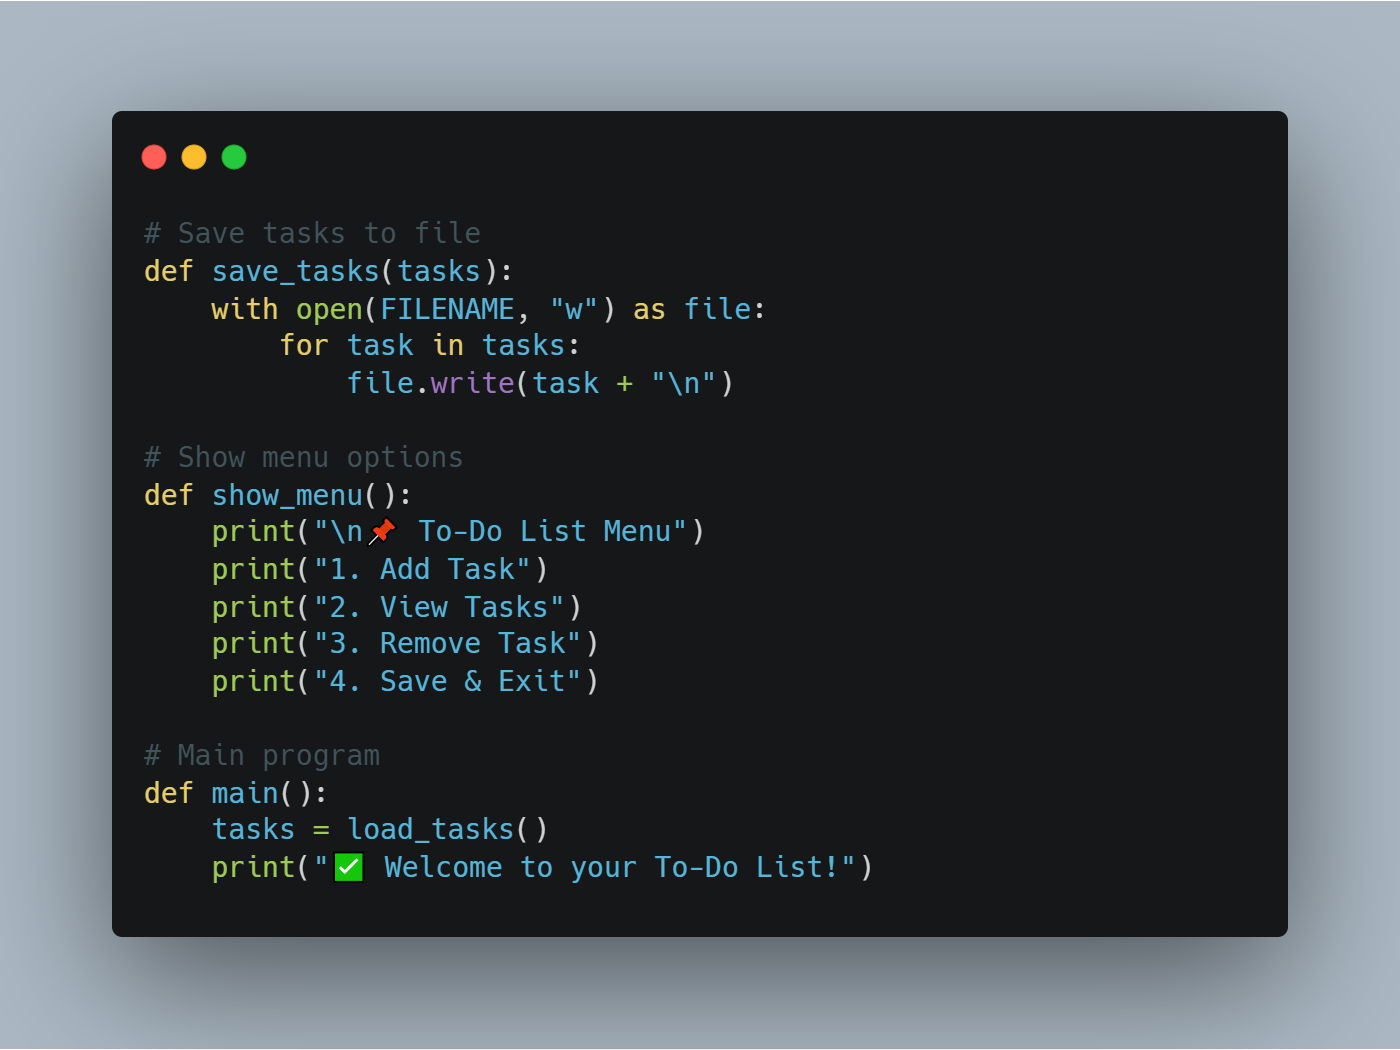 # Save tasks to file
def save_tasks(tasks):
    with open(FILENAME, "w") as file:
        for task in tasks:
            file.write(task + "\n")

# Show menu options
def show_menu():
    print("\n📌 To-Do List Menu")
    print("1. Add Task")
    print("2. View Tasks")
    print("3. Remove Task")
    print("4. Save & Exit")

# Main program
def main():
    tasks = load_tasks()
    print("✅ Welcome to your To-Do List!")